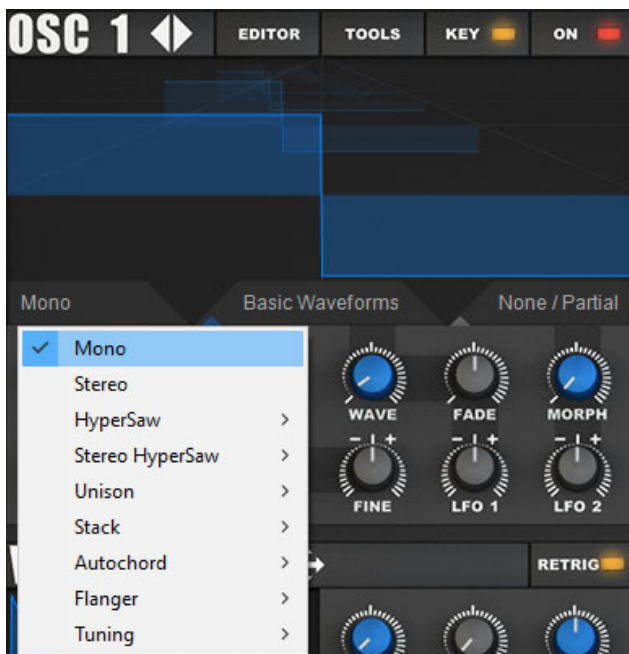 OSC 1 EDITOR TOOLS KEY ON
Mono Basic Waveforms None / Partial
Mono
Stereo
HyperSaw
Stereo HyperSaw
Unison
Stack
Autochord
Flanger
Tuning
WAVE FADE MORPH
FINE LFO 1 LFO 2
RETRIG